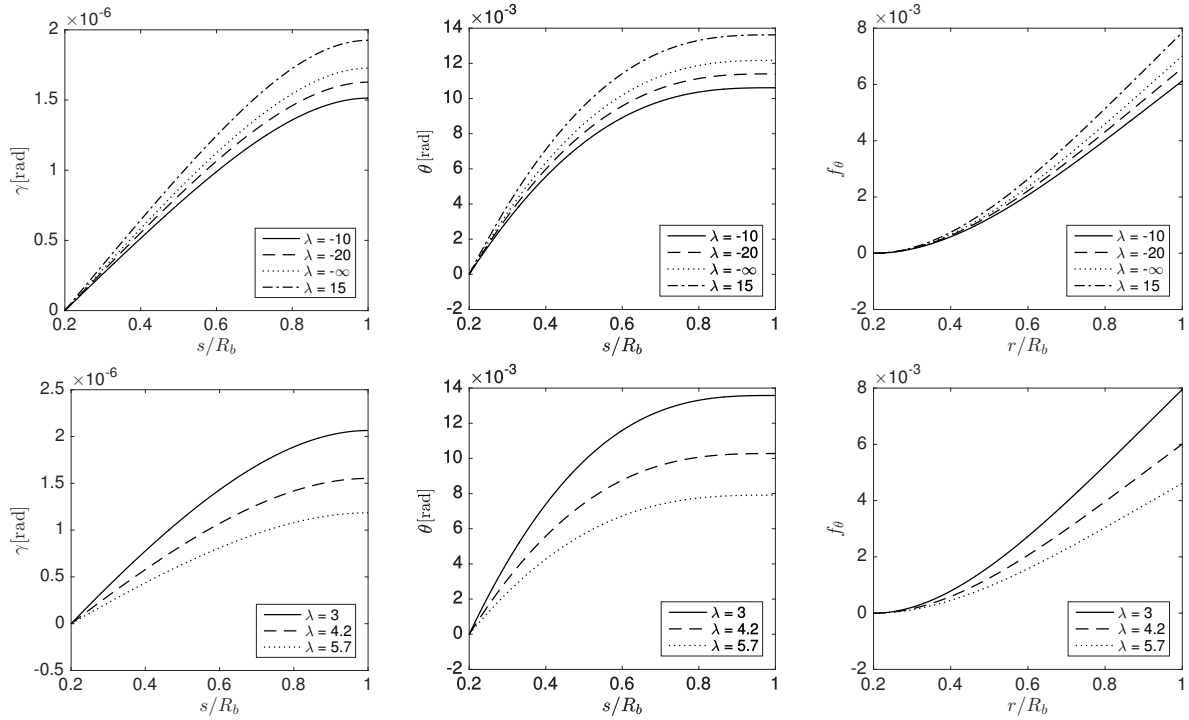 ×10⁻⁶
2
1.5
1
0.5
0
γ [rad]
0.2 0.4 0.6 0.8 1
s/R_b
λ = -10
λ = -20
λ = -∞
λ = 15
×10⁻³
14
12
10
8
6
4
2
0
-2
θ [rad]
0.2 0.4 0.6 0.8 1
s/R_b
λ = -10
λ = -20
λ = -∞
λ = 15
×10⁻³
8
6
4
2
0
-2
f_θ
0.2 0.4 0.6 0.8 1
r/R_b
λ = -10
λ = -20
λ = -∞
λ = 15
×10⁻⁶
2.5
2
1.5
1
0.5
0
-0.5
γ [rad]
0.2 0.4 0.6 0.8 1
s/R_b
λ = 3
λ = 4.2
λ = 5.7
×10⁻³
14
12
10
8
6
4
2
0
-2
θ [rad]
0.2 0.4 0.6 0.8 1
s/R_b
λ = 3
λ = 4.2
λ = 5.7
×10⁻³
8
6
4
2
0
-2
f_θ
0.2 0.4 0.6 0.8 1
r/R_b
λ = 3
λ = 4.2
λ = 5.7